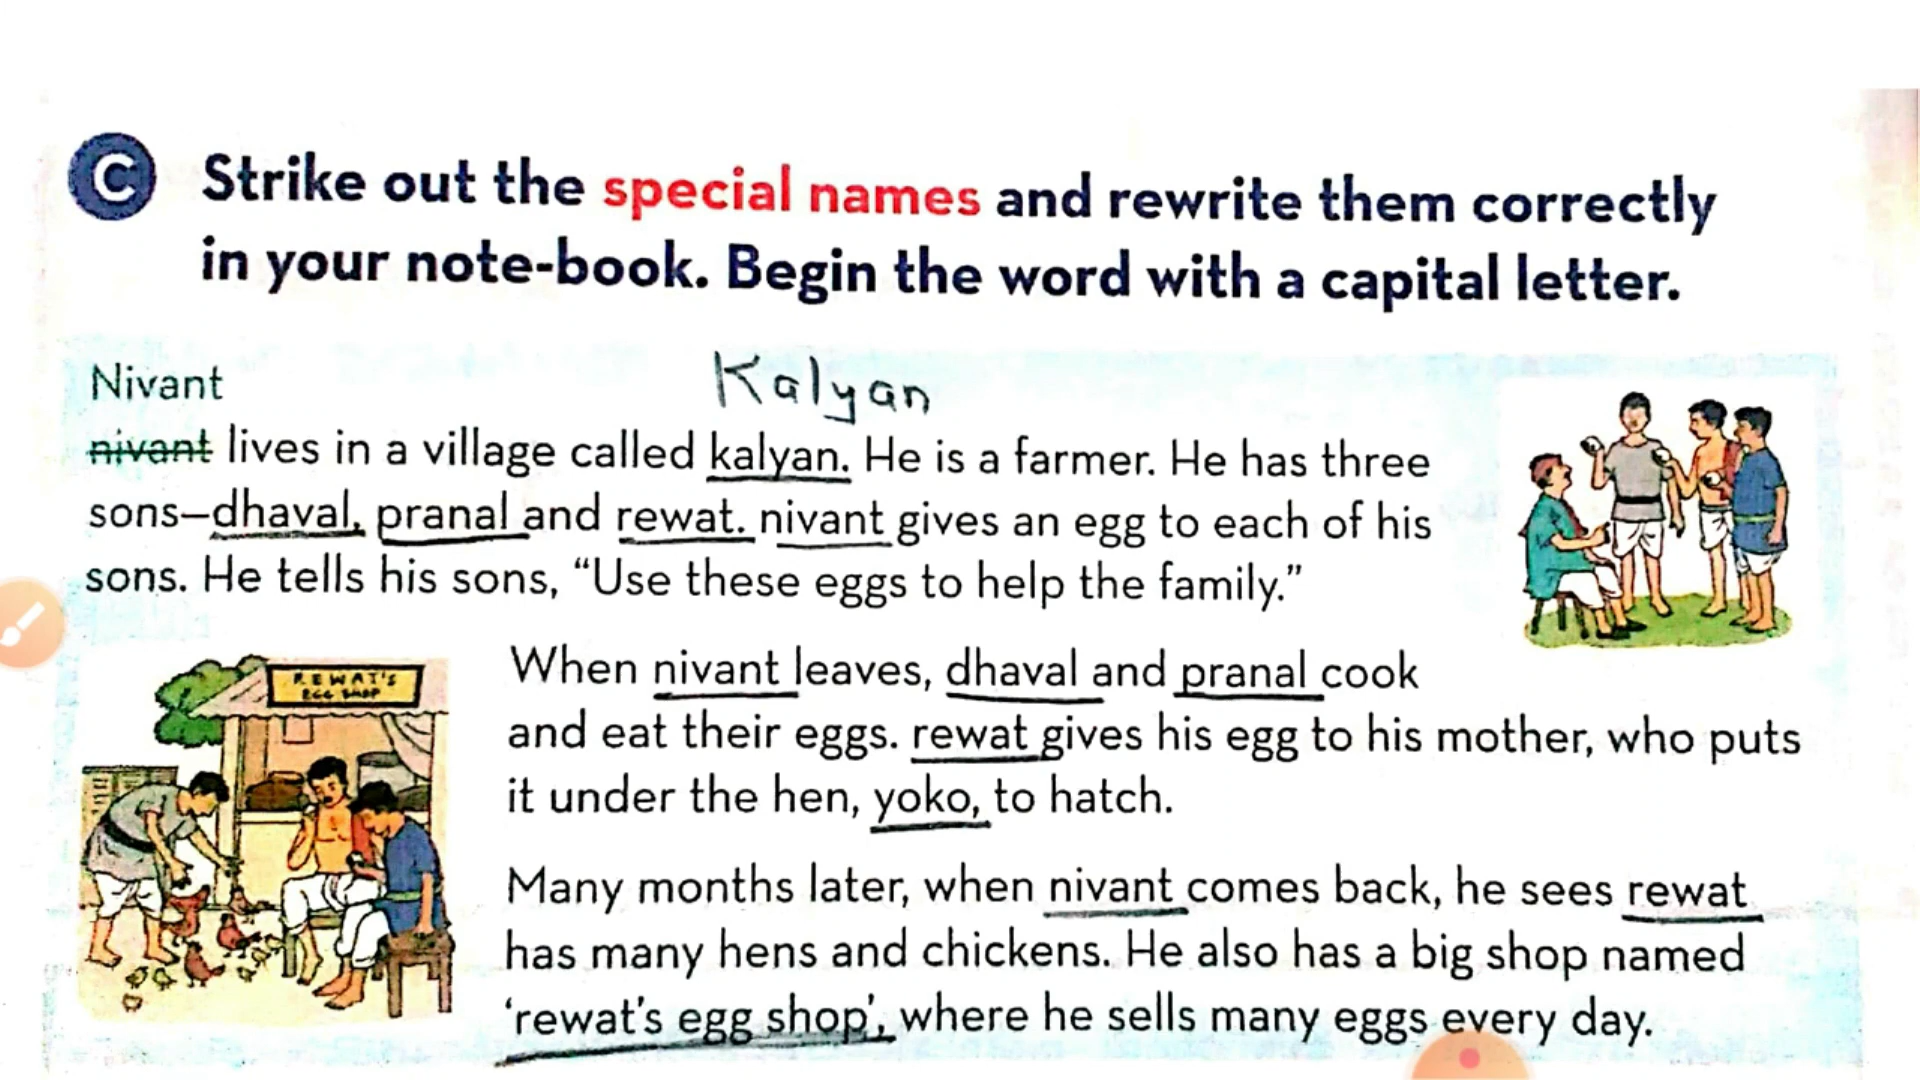 C Strike out the special names and rewrite them correctly
in your note-book. Begin the word with a capital letter.
Nivant Kalyan
nivant lives in a village called kalyan. He is a farmer. He has three
sons—dhaval, pranal and rewat. nivant gives an egg to each of his
sons. He tells his sons, “Use these eggs to help the family.”
When nivant leaves, dhaval and pranal cook
and eat their eggs. rewat gives his egg to his mother, who puts
it under the hen, yoko, to hatch.
REWAT'S
EGG SHOP
Many months later, when nivant comes back, he sees rewat
has many hens and chickens. He also has a big shop named
‘rewat’s egg shop’, where he sells many eggs every day.